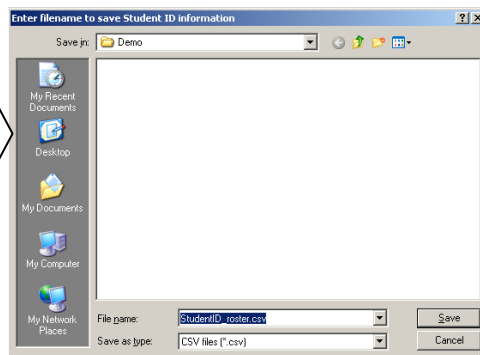 Enter filename to save Student ID information
Save in: Demo
My Recent
Documents
Desktop
My Documents
My Computer
My Network
Places
File name: StudentID_roster.csv Save
Save as type: CSV files (*.csv) Cancel